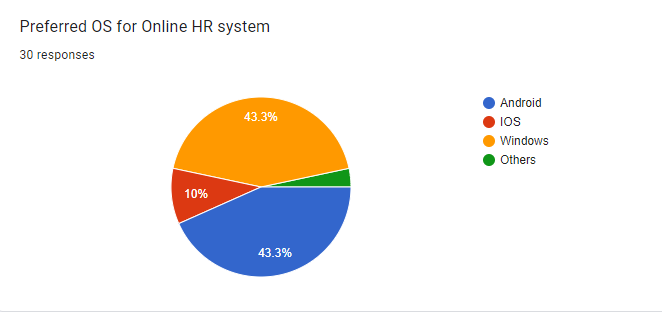 Preferred OS for Online HR system
30 responses
43.3%
10%
43.3%
Android
IOS
Windows
Others